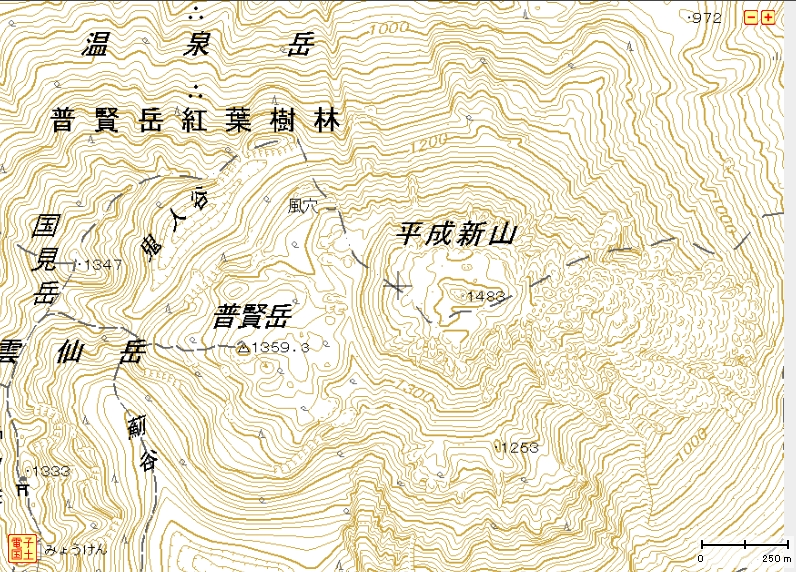 ・972
温泉岳
1000
普賢岳紅葉樹林
1200
1000
風穴
鬼人谷
国見岳
平成新山
・1347
・1483
普賢岳
雲仙岳
△1359.3
1300
薊谷
・1253
1000
・1333
電子国土
みょうけん
0 250m